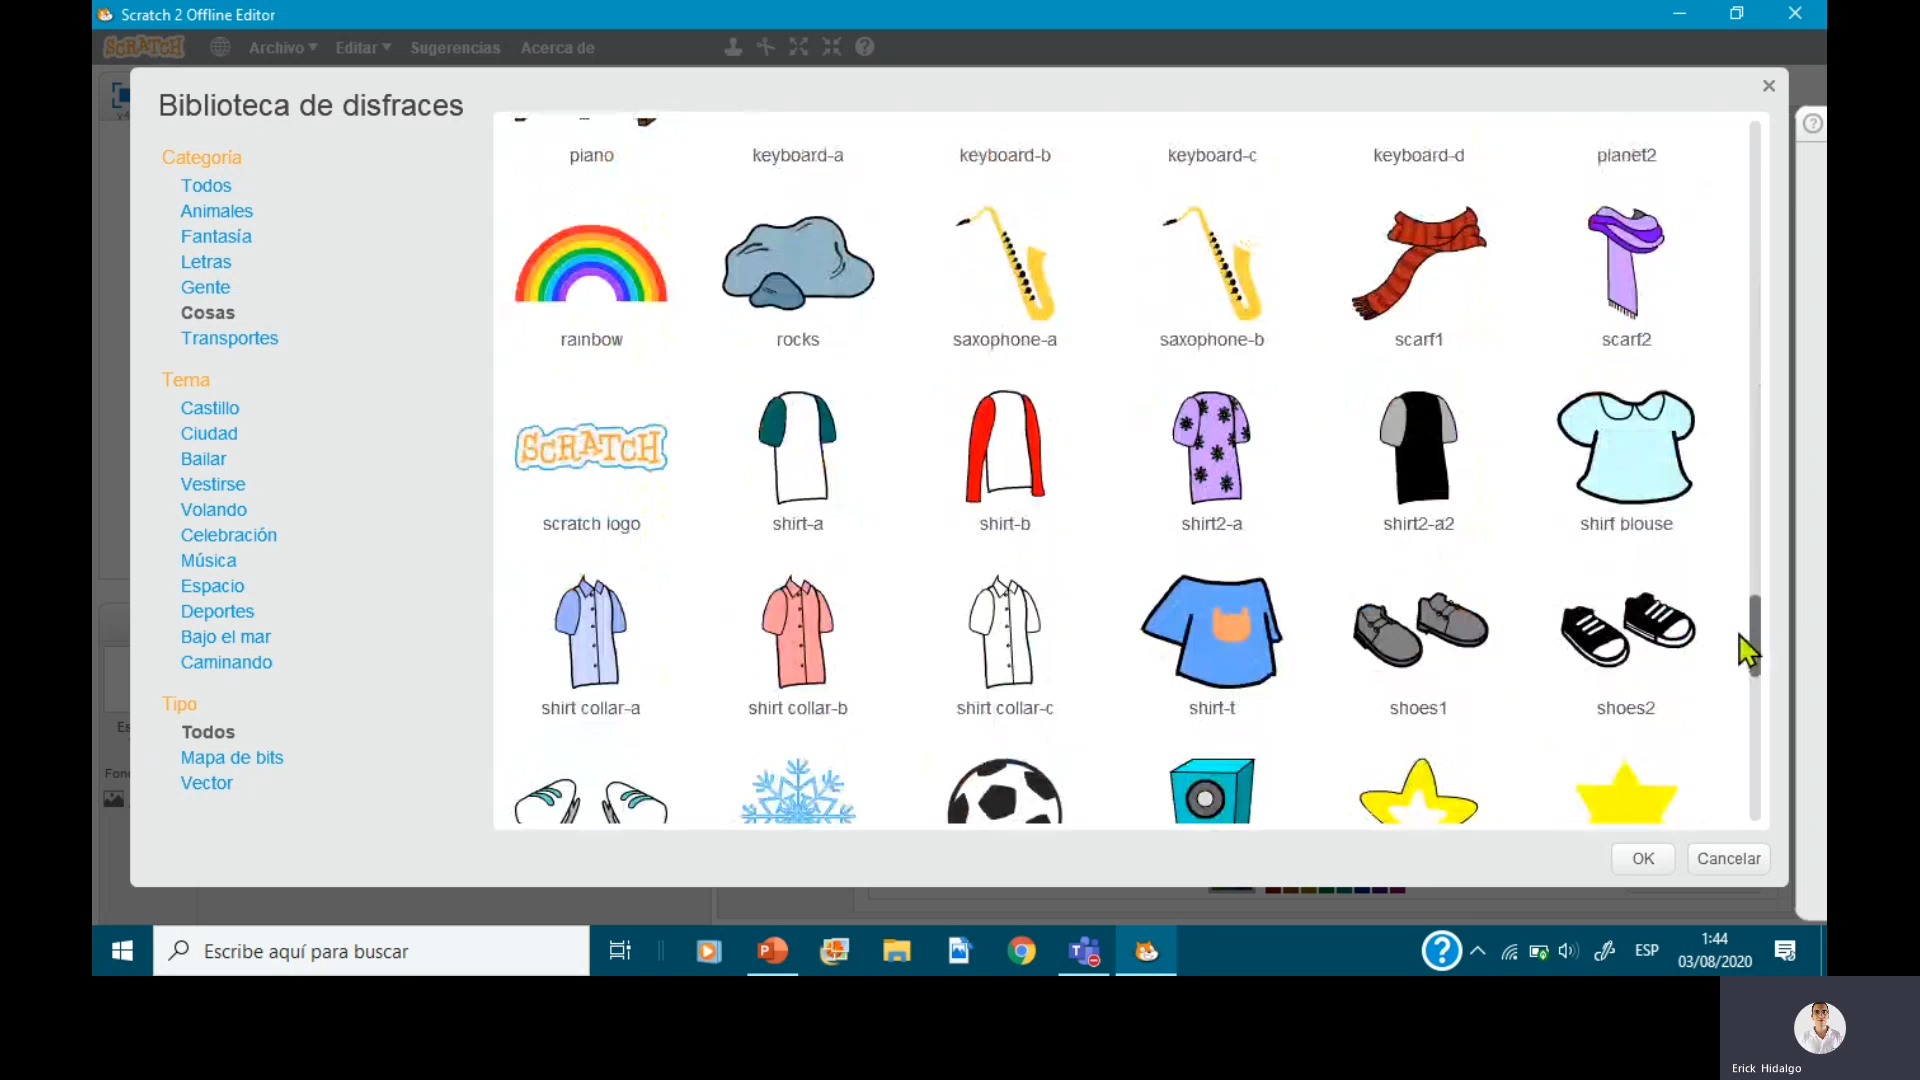 Scratch 2 Offline Editor
SCRATCH
Archivo
Editar
Sugerencias
Acerca de
Biblioteca de disfraces
Categoría
Todos
Animales
Fantasía
Letras
Gente
Cosas
Transportes
Tema
Castillo
Ciudad
Bailar
Vestirse
Volando
Celebración
Música
Espacio
Deportes
Bajo el mar
Caminando
Tipo
Todos
Mapa de bits
Vector
piano
keyboard-a
keyboard-b
keyboard-c
keyboard-d
planet2
rainbow
rocks
saxophone-a
saxophone-b
scarf1
scarf2
SCRATCH
scratch logo
shirt-a
shirt-b
shirt2-a
shirt2-a2
shirt blouse
shirt collar-a
shirt collar-b
shirt collar-c
shirt-t
shoes1
shoes2
OK
Cancelar
Es
Fon
Escribe aquí para buscar
ESP
1:44
03/08/2020
Erick Hidalgo